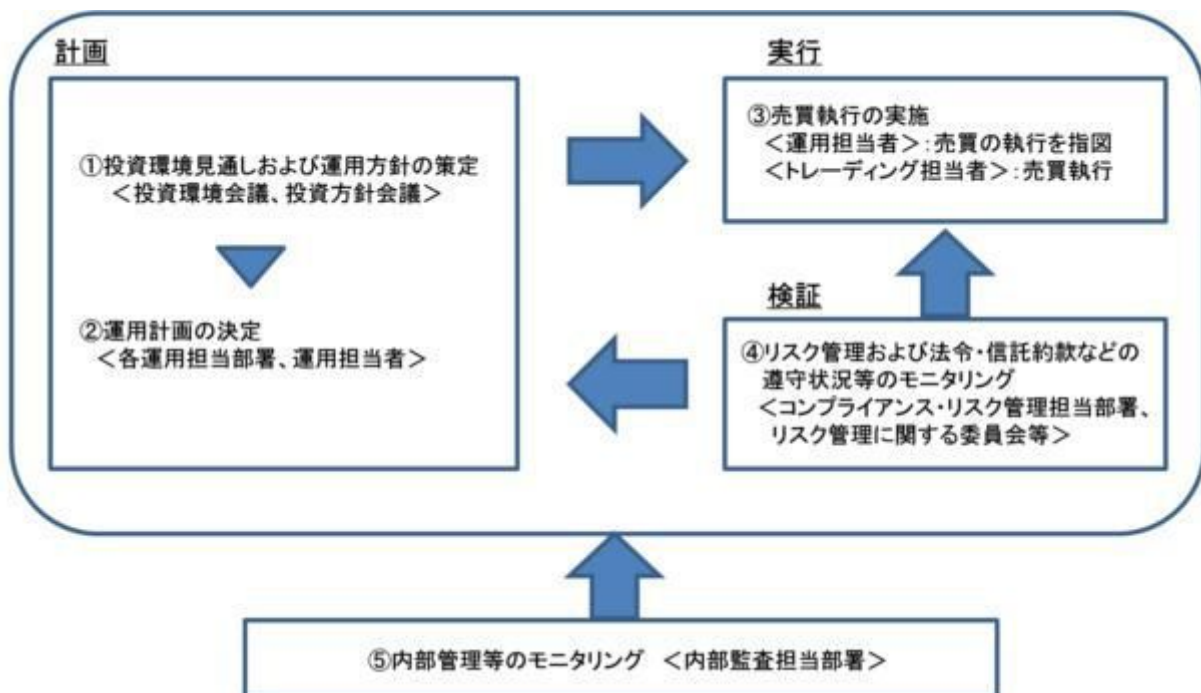 計画
①投資環境見通しおよび運用方針の策定
＜投資環境会議、投資方針会議＞
②運用計画の決定
＜各運用担当部署、運用担当者＞
実行
③売買執行の実施
＜運用担当者＞：売買の執行を指図
＜トレーディング担当者＞：売買執行
検証
④リスク管理および法令・信託約款などの
遵守状況等のモニタリング
＜コンプライアンス・リスク管理担当部署、
リスク管理に関する委員会等＞
⑤内部管理等のモニタリング ＜内部監査担当部署＞